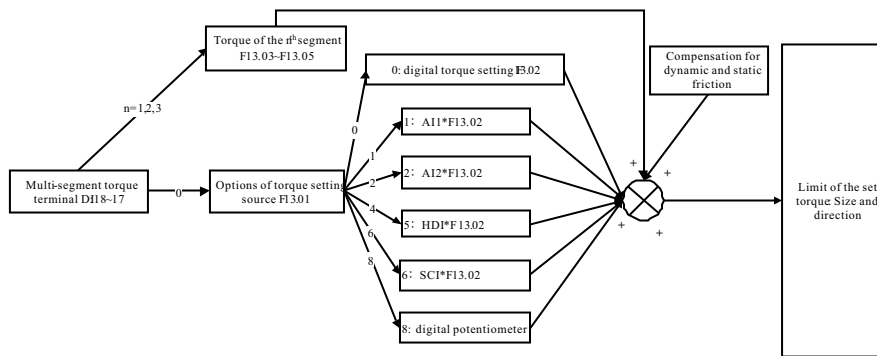 Torque of the nth segment
F13.03~F13.05
0: digital torque setting F13.02
Compensation for
dynamic and static
friction
n=1,2,3
0
1: AI1*F13.02
1
2: AI2*F13.02
2
Multi-segment torque
terminal DI18~17
0
Options of torque setting
source F13.01
4
5: HDI*F13.02
6
6: SCI*F13.02
8
8: digital potentiometer
+
+
+
+
Limit of the set
torque Size and
direction